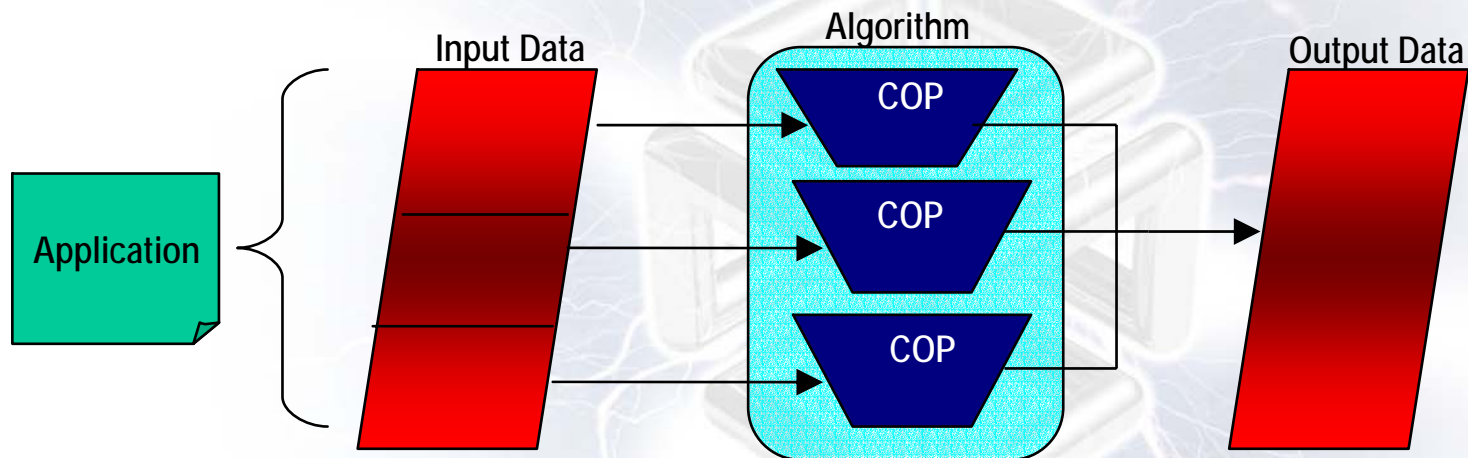 Algorithm
Input Data
Output Data
COP
COP
Application
COP